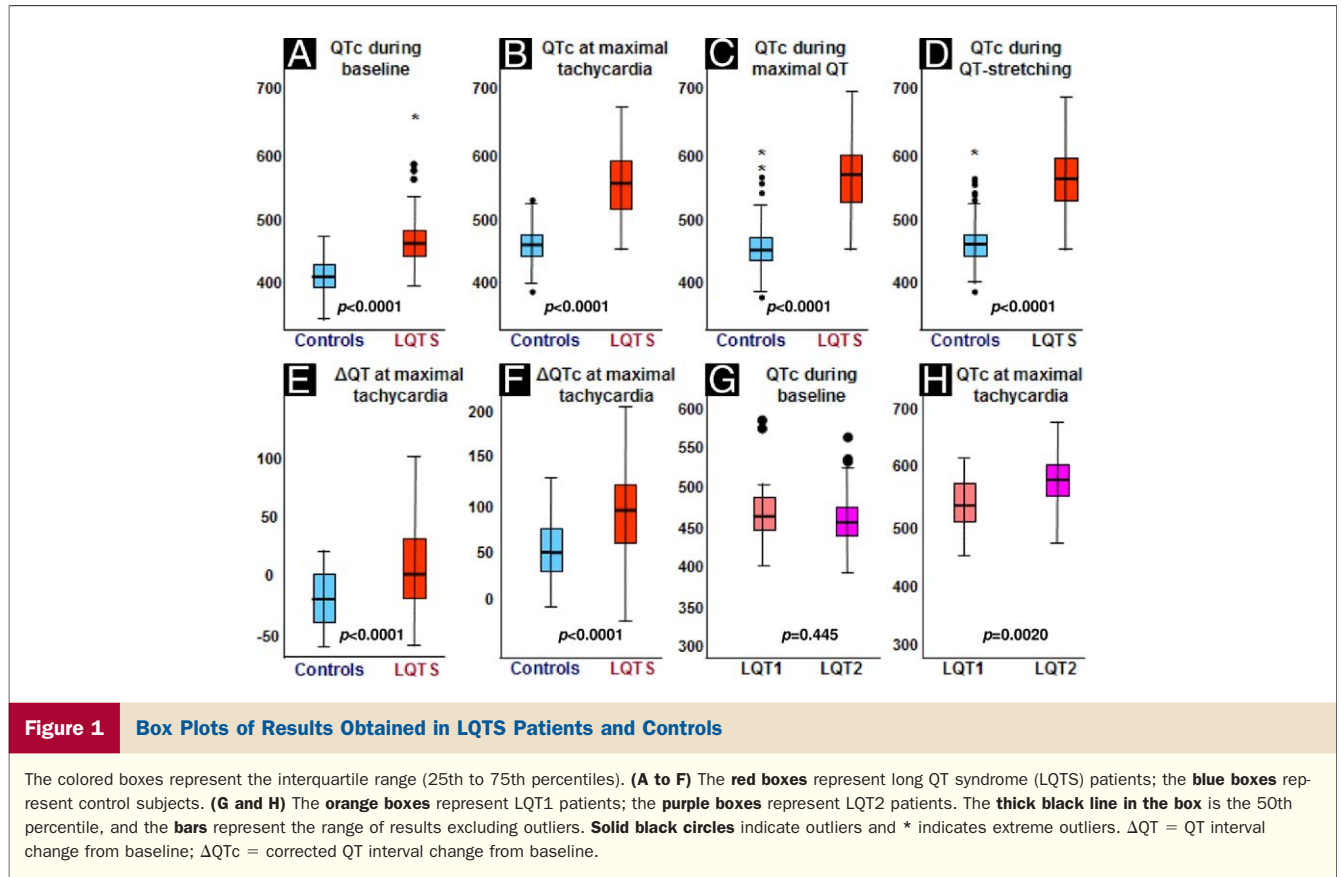 A QTc during baseline
700
600
500
400
*
p<0.0001
Controls LQTS
B QTc at maximal tachycardia
700
600
500
400
p<0.0001
Controls LQTS
C QTc during maximal QT
700
600
500
400
*
*
p<0.0001
Controls LQTS
D QTc during QT-stretching
700
600
500
400
*
p<0.0001
Controls LQTS
E ΔQT at maximal tachycardia
100
50
0
-50
p<0.0001
Controls LQTS
F ΔQTc at maximal tachycardia
200
150
100
50
0
p<0.0001
Controls LQTS
G QTc during baseline
600
550
500
450
400
350
300
p=0.445
LQT1 LQT2
H QTc at maximal tachycardia
700
600
500
400
300
p=0.0020
LQT1 LQT2
Figure 1 Box Plots of Results Obtained in LQTS Patients and Controls
The colored boxes represent the interquartile range (25th to 75th percentiles). (A to F) The red boxes represent long QT syndrome (LQTS) patients; the blue boxes rep-
resent control subjects. (G and H) The orange boxes represent LQT1 patients; the purple boxes represent LQT2 patients. The thick black line in the box is the 50th
percentile, and the bars represent the range of results excluding outliers. Solid black circles indicate outliers and * indicates extreme outliers. ΔQT = QT interval
change from baseline; ΔQTc = corrected QT interval change from baseline.